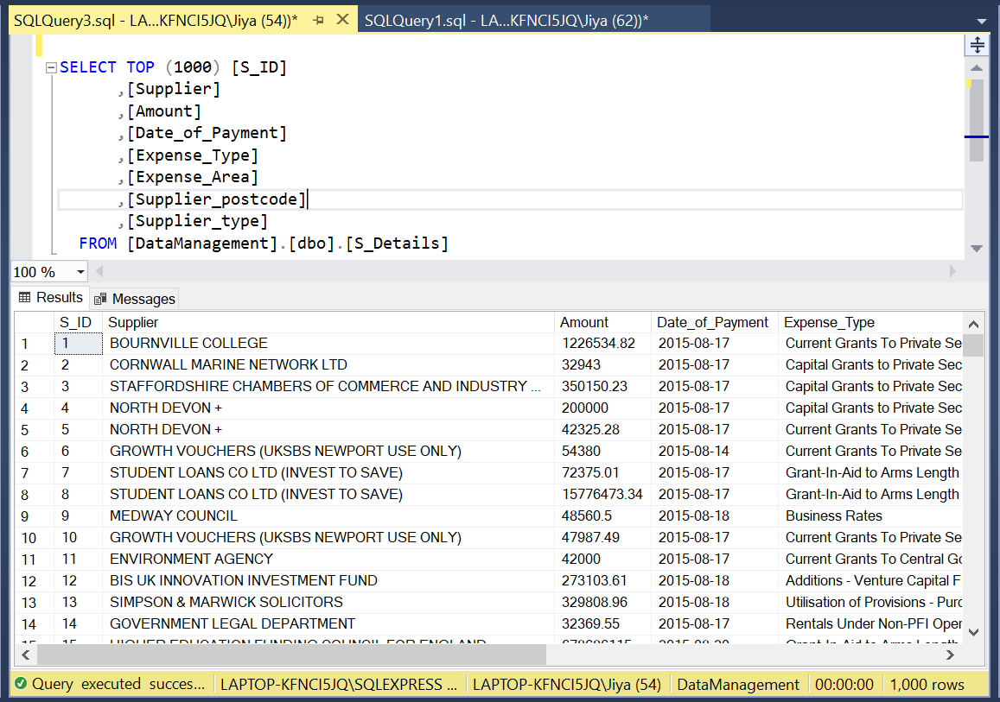 SQLQuery3.sql - LA...KFNCI5JQ\Jiya (54))* SQLQuery1.sql - LA...KFNCI5JQ\Jiya (62))*
SELECT TOP (1000) [S_ID]
,[Supplier]
,[Amount]
,[Date_of_Payment]
,[Expense_Type]
,[Expense_Area]
,[Supplier_postcode]
,[Supplier_type]
FROM [DataManagement].[dbo].[S_Details]
100 %
Results Messages
S_ID Supplier Amount Date_of_Payment Expense_Type
1 1 BOURNVILLE COLLEGE 1226534.82 2015-08-17 Current Grants To Private Se
2 2 CORNWALL MARINE NETWORK LTD 32943 2015-08-17 Capital Grants to Private Sec
3 3 STAFFORDSHIRE CHAMBERS OF COMMERCE AND INDUSTRY ... 350150.23 2015-08-17 Capital Grants to Private Sec
4 4 NORTH DEVON + 200000 2015-08-17 Capital Grants to Private Sec
5 5 NORTH DEVON + 42325.28 2015-08-17 Current Grants To Private Se
6 6 GROWTH VOUCHERS (UKSBS NEWPORT USE ONLY) 54380 2015-08-14 Current Grants To Private Se
7 7 STUDENT LOANS CO LTD (INVEST TO SAVE) 72375.01 2015-08-17 Grant-In-Aid to Arms Length
8 8 STUDENT LOANS CO LTD (INVEST TO SAVE) 15776473.34 2015-08-17 Grant-In-Aid to Arms Length
9 9 MEDWAY COUNCIL 48560.5 2015-08-18 Business Rates
10 10 GROWTH VOUCHERS (UKSBS NEWPORT USE ONLY) 47987.49 2015-08-17 Current Grants To Private Se
11 11 ENVIRONMENT AGENCY 42000 2015-08-17 Current Grants To Central Go
12 12 BIS UK INNOVATION INVESTMENT FUND 273103.61 2015-08-18 Additions - Venture Capital F
13 13 SIMPSON & MARWICK SOLICITORS 329808.96 2015-08-18 Utilisation of Provisions - Purc
14 14 GOVERNMENT LEGAL DEPARTMENT 32369.55 2015-08-17 Rentals Under Non-PFI Oper
15 15 HIGHER EDUCATION FUNDING COUNCIL FOR ENGLAND
Query executed succes... LAPTOP-KFNCI5JQ\SQLEXPRESS ... LAPTOP-KFNCI5JQ\Jiya (54) DataManagement 00:00:00 1,000 rows